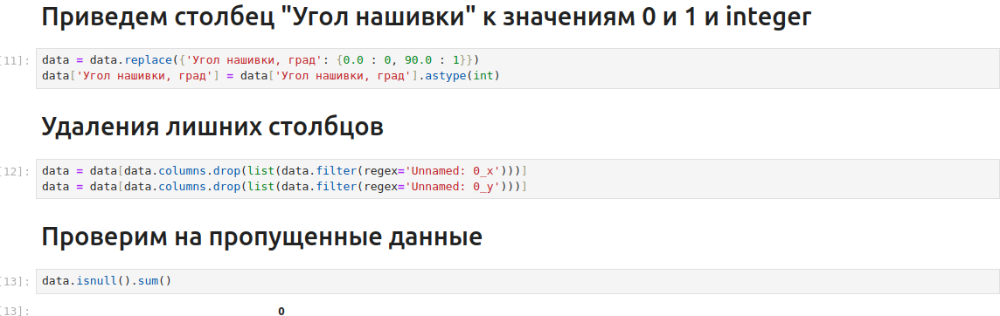 Приведем столбец "Угол нашивки" к значениям 0 и 1 и integer
[11]: data = data.replace({'Угол нашивки, град': {0.0 : 0, 90.0 : 1}})
data['Угол нашивки, град'] = data['Угол нашивки, град'].astype(int)
Удаления лишних столбцов
[12]: data = data[data.columns.drop(list(data.filter(regex='Unnamed: 0_x')))]
data = data[data.columns.drop(list(data.filter(regex='Unnamed: 0_y')))]
Проверим на пропущенные данные
[13]: data.isnull().sum()
[13]: 0